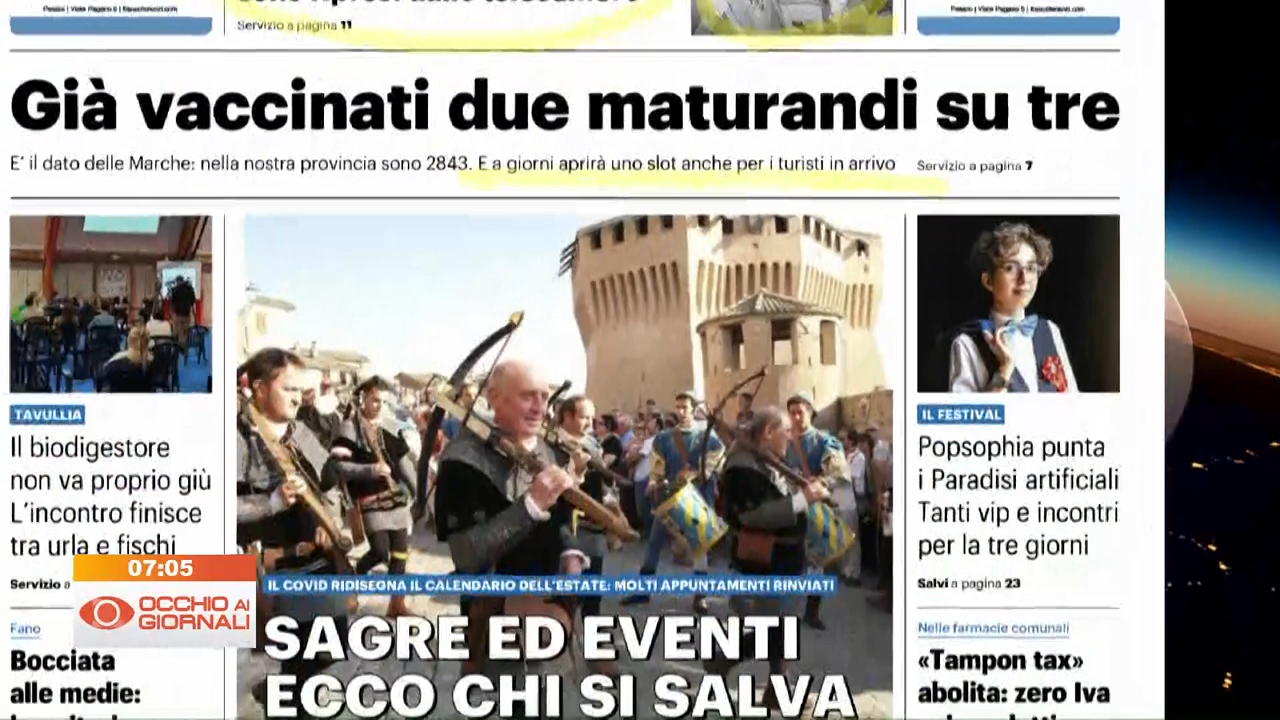 Servizio a pagina 11
Già vaccinati due maturandi su tre
E' il dato delle Marche: nella nostra provincia sono 2843. E a giorni aprirà uno slot anche per i turisti in arrivo
Servizio a pagina 7
TAVULLIA
Il biodigestore
non va proprio giù
L'incontro finisce
tra urla e fischi
Servizio a
Fano
Bocciata
alle medie:
07:05
OCCHIO AI
GIORNALI
IL COVID RIDISEGNA IL CALENDARIO DELL'ESTATE: MOLTI APPUNTAMENTI RINVIATI
SAGRE ED EVENTI
ECCO CHI SI SALVA
IL FESTIVAL
Popsophia punta
i Paradisi artificiali
Tanti vip e incontri
per la tre giorni
Salvi a pagina 23
Nelle farmacie comunali
«Tampon tax»
abolita: zero Iva